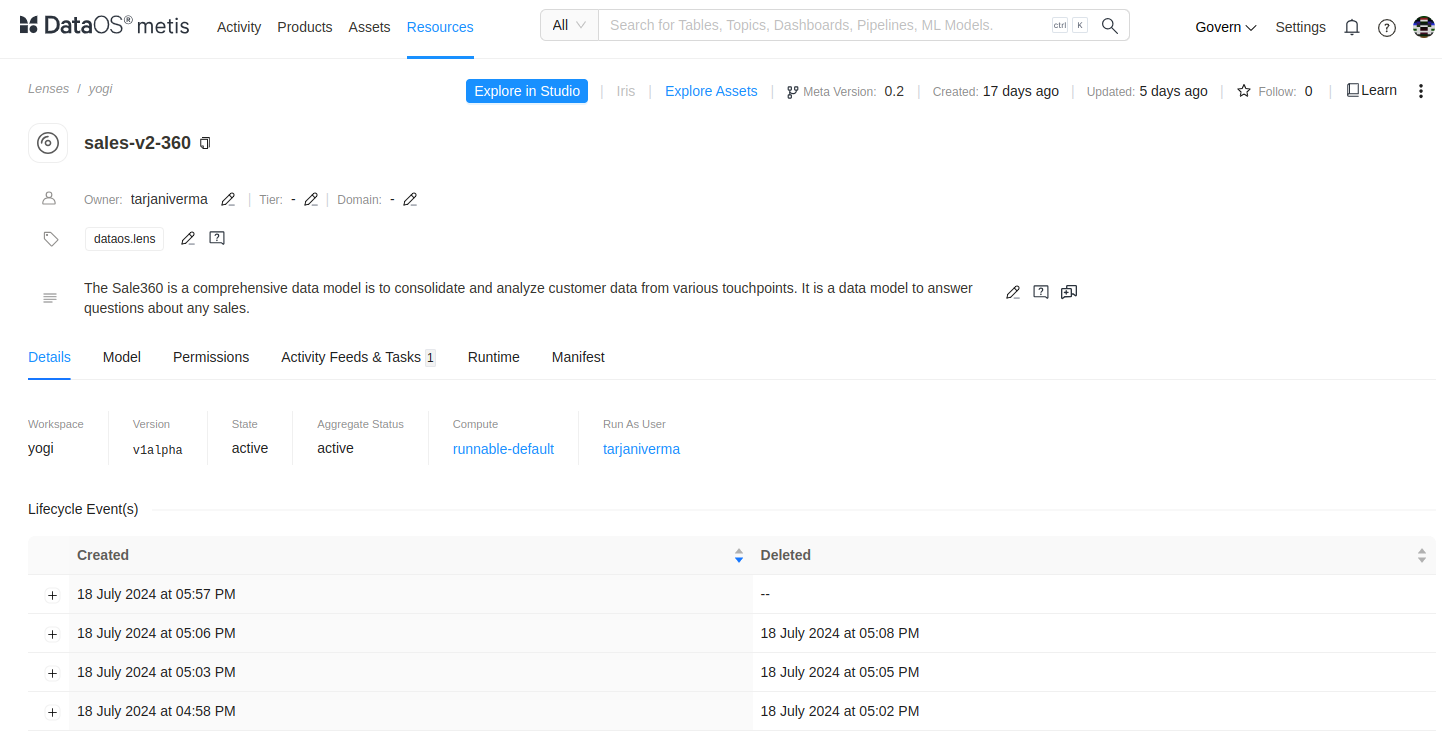 DataOS® metis Activity Products Assets Resources All Search for Tables, Topics, Dashboards, Pipelines, ML Models. ctrl K Govern Settings
Lenses / yogi Explore in Studio | Iris | Explore Assets | Meta Version: 0.2 | Created: 17 days ago | Updated: 5 days ago | Follow: 0 | Learn
sales-v2-360
Owner: tarjaniverma | Tier: - | Domain: -
dataos.lens
The Sale360 is a comprehensive data model is to consolidate and analyze customer data from various touchpoints. It is a data model to answer
questions about any sales.
Details Model Permissions Activity Feeds & Tasks 1 Runtime Manifest
Workspace Version State Aggregate Status Compute Run As User
yogi v1alpha active active runnable-default tarjaniverma
Lifecycle Event(s)
Created Deleted
18 July 2024 at 05:57 PM --
18 July 2024 at 05:06 PM 18 July 2024 at 05:08 PM
18 July 2024 at 05:03 PM 18 July 2024 at 05:05 PM
18 July 2024 at 04:58 PM 18 July 2024 at 05:02 PM